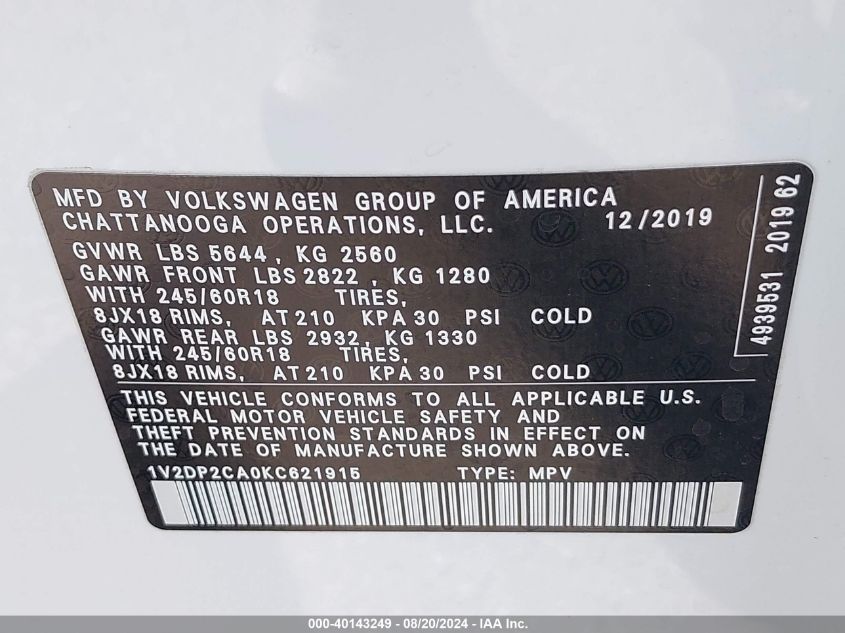 MFD BY VOLKSWAGEN GROUP OF AMERICA
CHATTANOOGA OPERATIONS, LLC. 12/2019
GVWR LBS 5644, KG 2560
GAWR FRONT LBS 2822, KG 1280
WITH 245/60R18 TIRES,
8JX18 RIMS, AT 210 KPA 30 PSI COLD
GAWR REAR LBS 2932, KG 1330
WITH 245/60R18 TIRES,
8JX18 RIMS, AT 210 KPA 30 PSI COLD
THIS VEHICLE CONFORMS TO ALL APPLICABLE U.S.
FEDERAL MOTOR VEHICLE SAFETY AND
THEFT PREVENTION STANDARDS IN EFFECT ON
THE DATE OF MANUFACTURE SHOWN ABOVE.
1V2DP2CA0KC621915 TYPE: MPV
4939531 2019 62
000-40143249 - 08/20/2024 - IAA Inc.